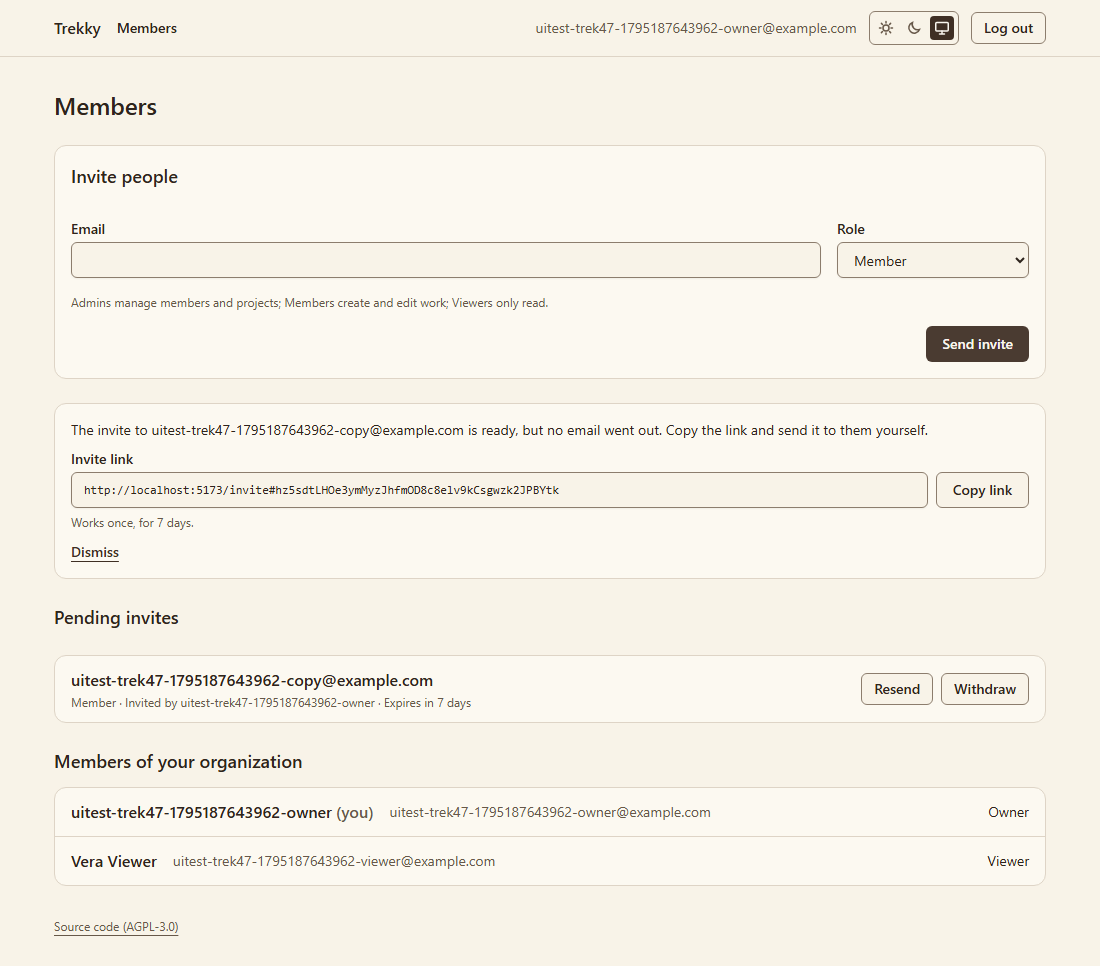 Trekky Members uitest-trek47-1795187643962-owner@example.com Log out
Members
Invite people
Email Role
Member
Admins manage members and projects; Members create and edit work; Viewers only read.
Send invite
The invite to uitest-trek47-1795187643962-copy@example.com is ready, but no email went out. Copy the link and send it to them yourself.
Invite link
http://localhost:5173/invite#hz5sdtLHOe3ymMyzJhfmOD8c8elv9kCsgwzk2JPBYtk Copy link
Works once, for 7 days.
Dismiss
Pending invites
uitest-trek47-1795187643962-copy@example.com
Member · Invited by uitest-trek47-1795187643962-owner · Expires in 7 days
Resend Withdraw
Members of your organization
uitest-trek47-1795187643962-owner (you) uitest-trek47-1795187643962-owner@example.com Owner
Vera Viewer uitest-trek47-1795187643962-viewer@example.com Viewer
Source code (AGPL-3.0)